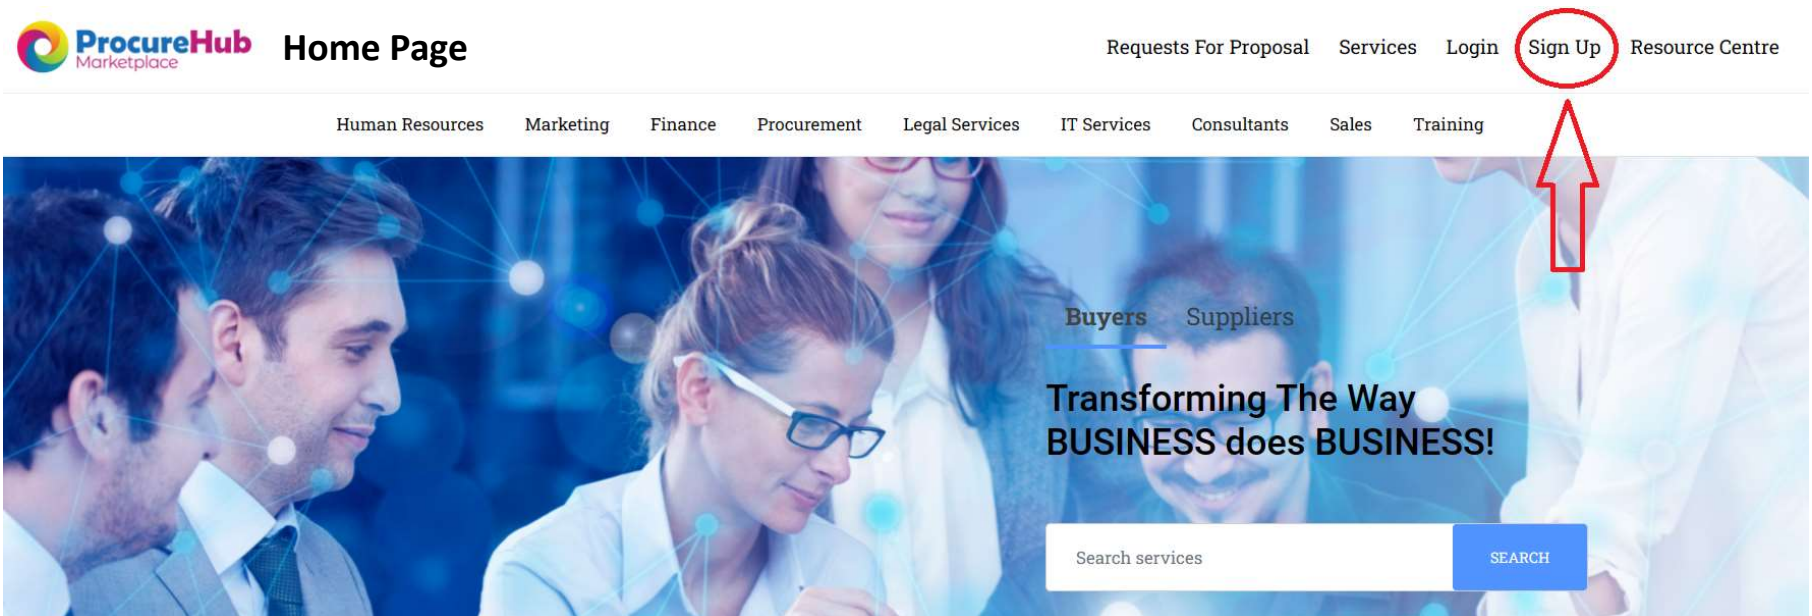 ProcureHub
Marketplace
Home Page
Requests For Proposal Services Login Sign Up Resource Centre
Human Resources Marketing Finance Procurement Legal Services IT Services Consultants Sales Training
Buyers Suppliers
Transforming The Way
BUSINESS does BUSINESS!
Search services SEARCH